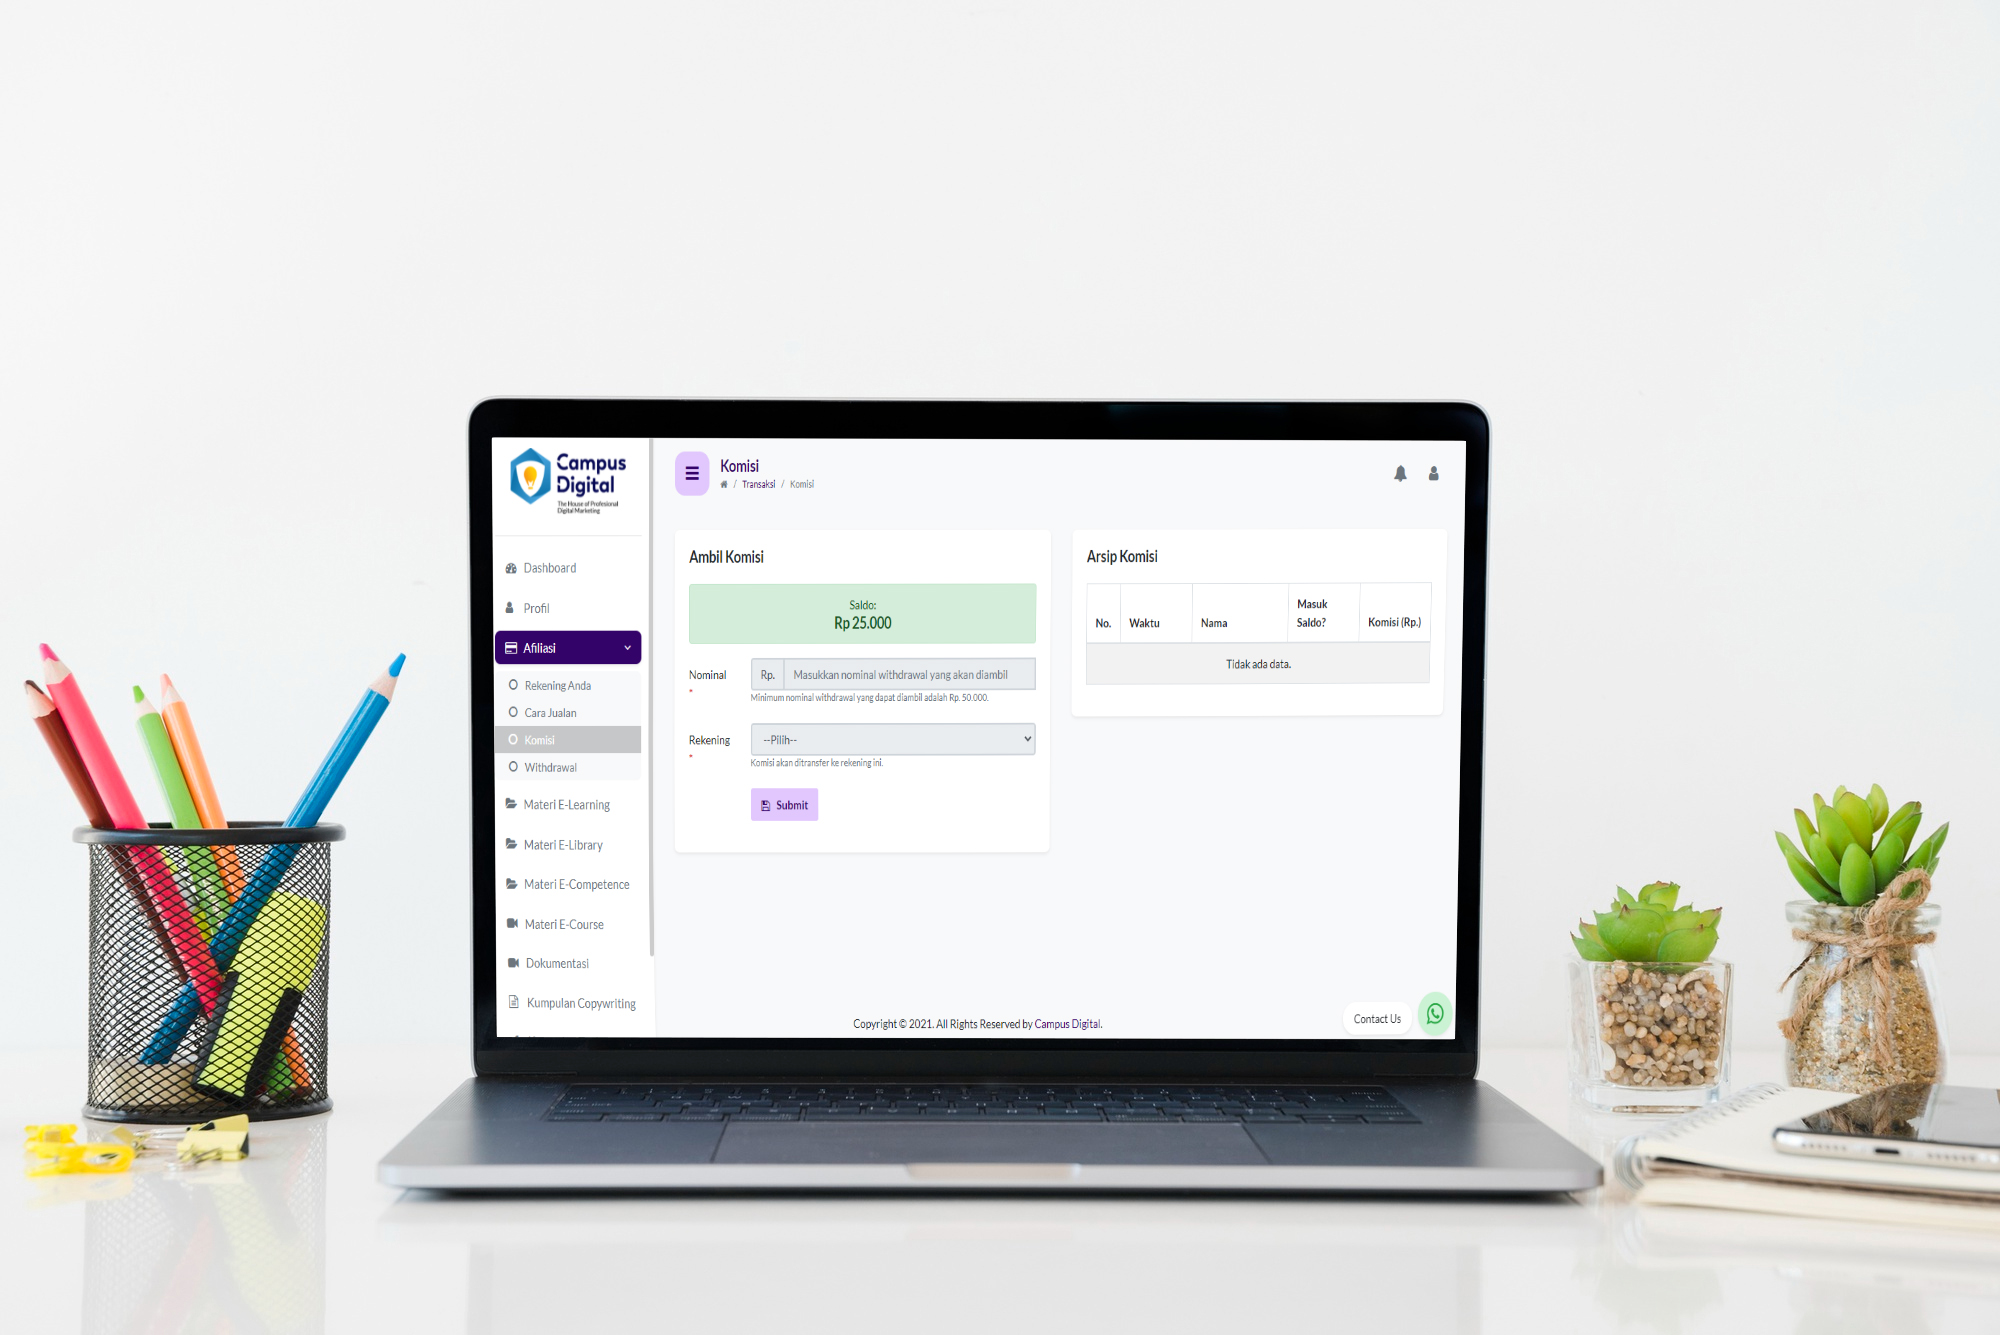 Campus
Digital
The House of Profesional
Digital Marketing
Dashboard
Profil
Afiliasi
Rekening Anda
Cara Jualan
Komisi
Withdrawal
Materi E-Learning
Materi E-Library
Materi E-Competence
Materi E-Course
Dokumentasi
Kumpulan Copywriting
Komisi
/ Transaksi / Komisi
Ambil Komisi
Saldo:
Rp 25.000
Nominal
*
Rp. Masukkan nominal withdrawal yang akan diambil
Minimum nominal withdrawal yang dapat diambil adalah Rp. 50.000.
Rekening
*
--Pilih--
Komisi akan ditransfer ke rekening ini.
Submit
Arsip Komisi
No. Waktu Nama Masuk Saldo? Komisi (Rp.)
Tidak ada data.
Copyright © 2021. All Rights Reserved by Campus Digital.
Contact Us